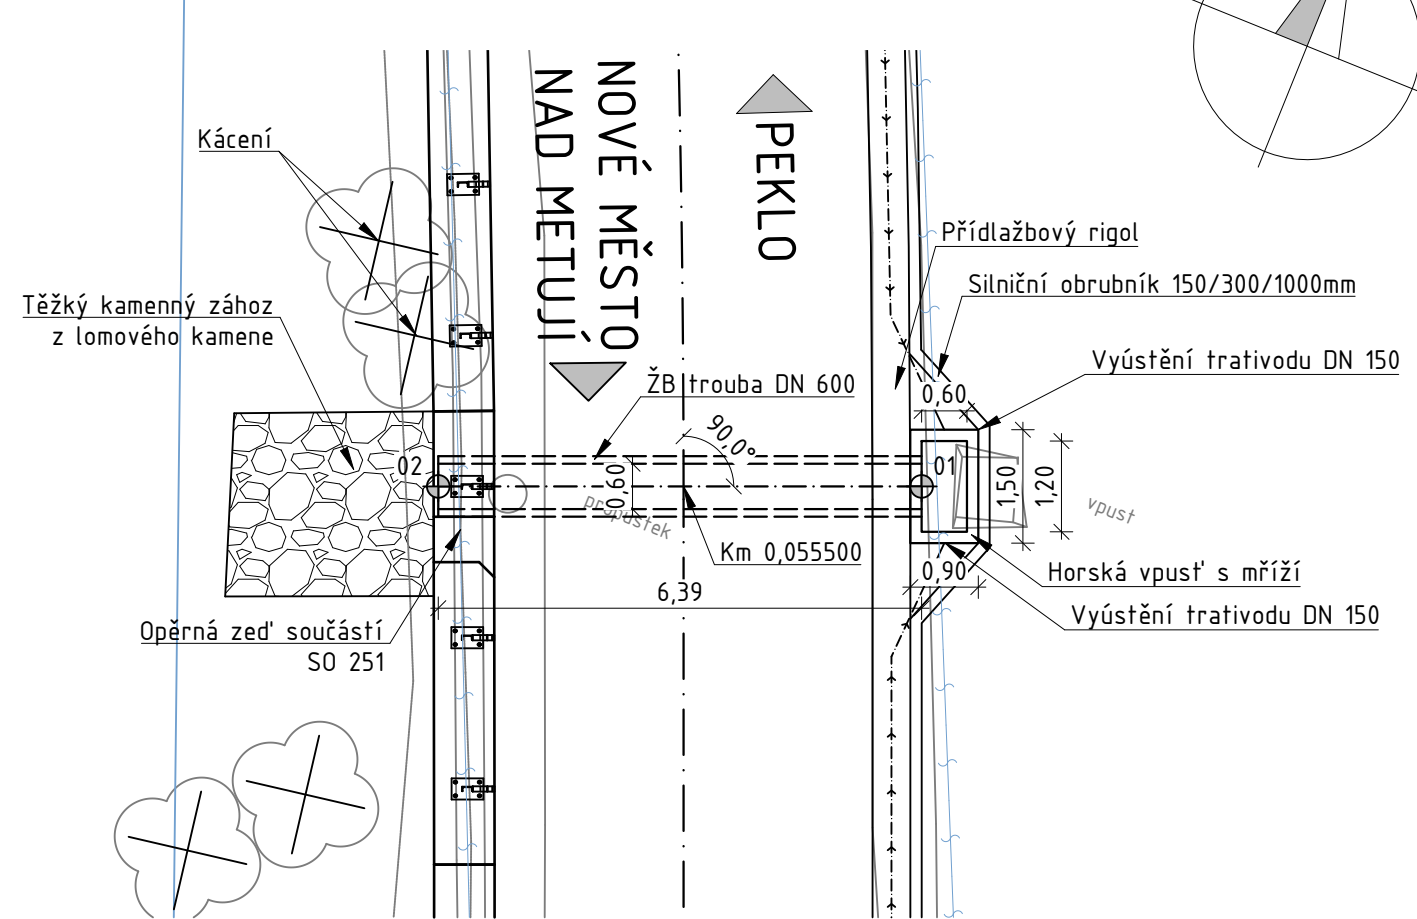 NOVÉ MĚSTO
NAD METUJÍ
PEKLO
Kácení
Přídlažbový rigol
Silniční obrubník 150/300/1000mm
Těžký kamenný zához
z lomového kamene
Vyústění trativodu DN 150
ŽB trouba DN 600
0,60
90,0°
02
01
0,60
1,50
1,20
propustek
vpust
Km 0,055500
0,90
Horská vpusť s mříží
6,39
Vyústění trativodu DN 150
Opěrná zeď součástí
SO 251